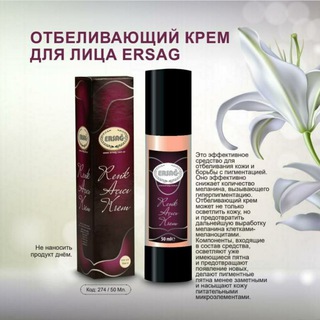 ОТБЕЛИВАЮЩИЙ КРЕМ
ДЛЯ ЛИЦА ERSAG
ERSAG
Renk
Açıcı
Krem
ERSAG
Renk
Açıcı
Krem
50 ml ℮
Это эффективное
средство для
отбеливания кожи и
борьбы с пигментацией.
Оно эффективно
снижает количество
меланина, вызывающего
гиперпигментацию.
Отбеливающий крем
может не только
осветлить кожу, но
и предотвратить
дальнейшую выработку
меланина клетками-
меланоцитами.
Компоненты, входящие
в состав средства,
осветляют уже
имеющиеся пятна
и предотвращают
появление новых,
делают пигментные
пятна менее заметными
и насыщают кожу
питательными
микроэлементами.
Не наносить
продукт днём.
Код: 274 / 50 Мл.